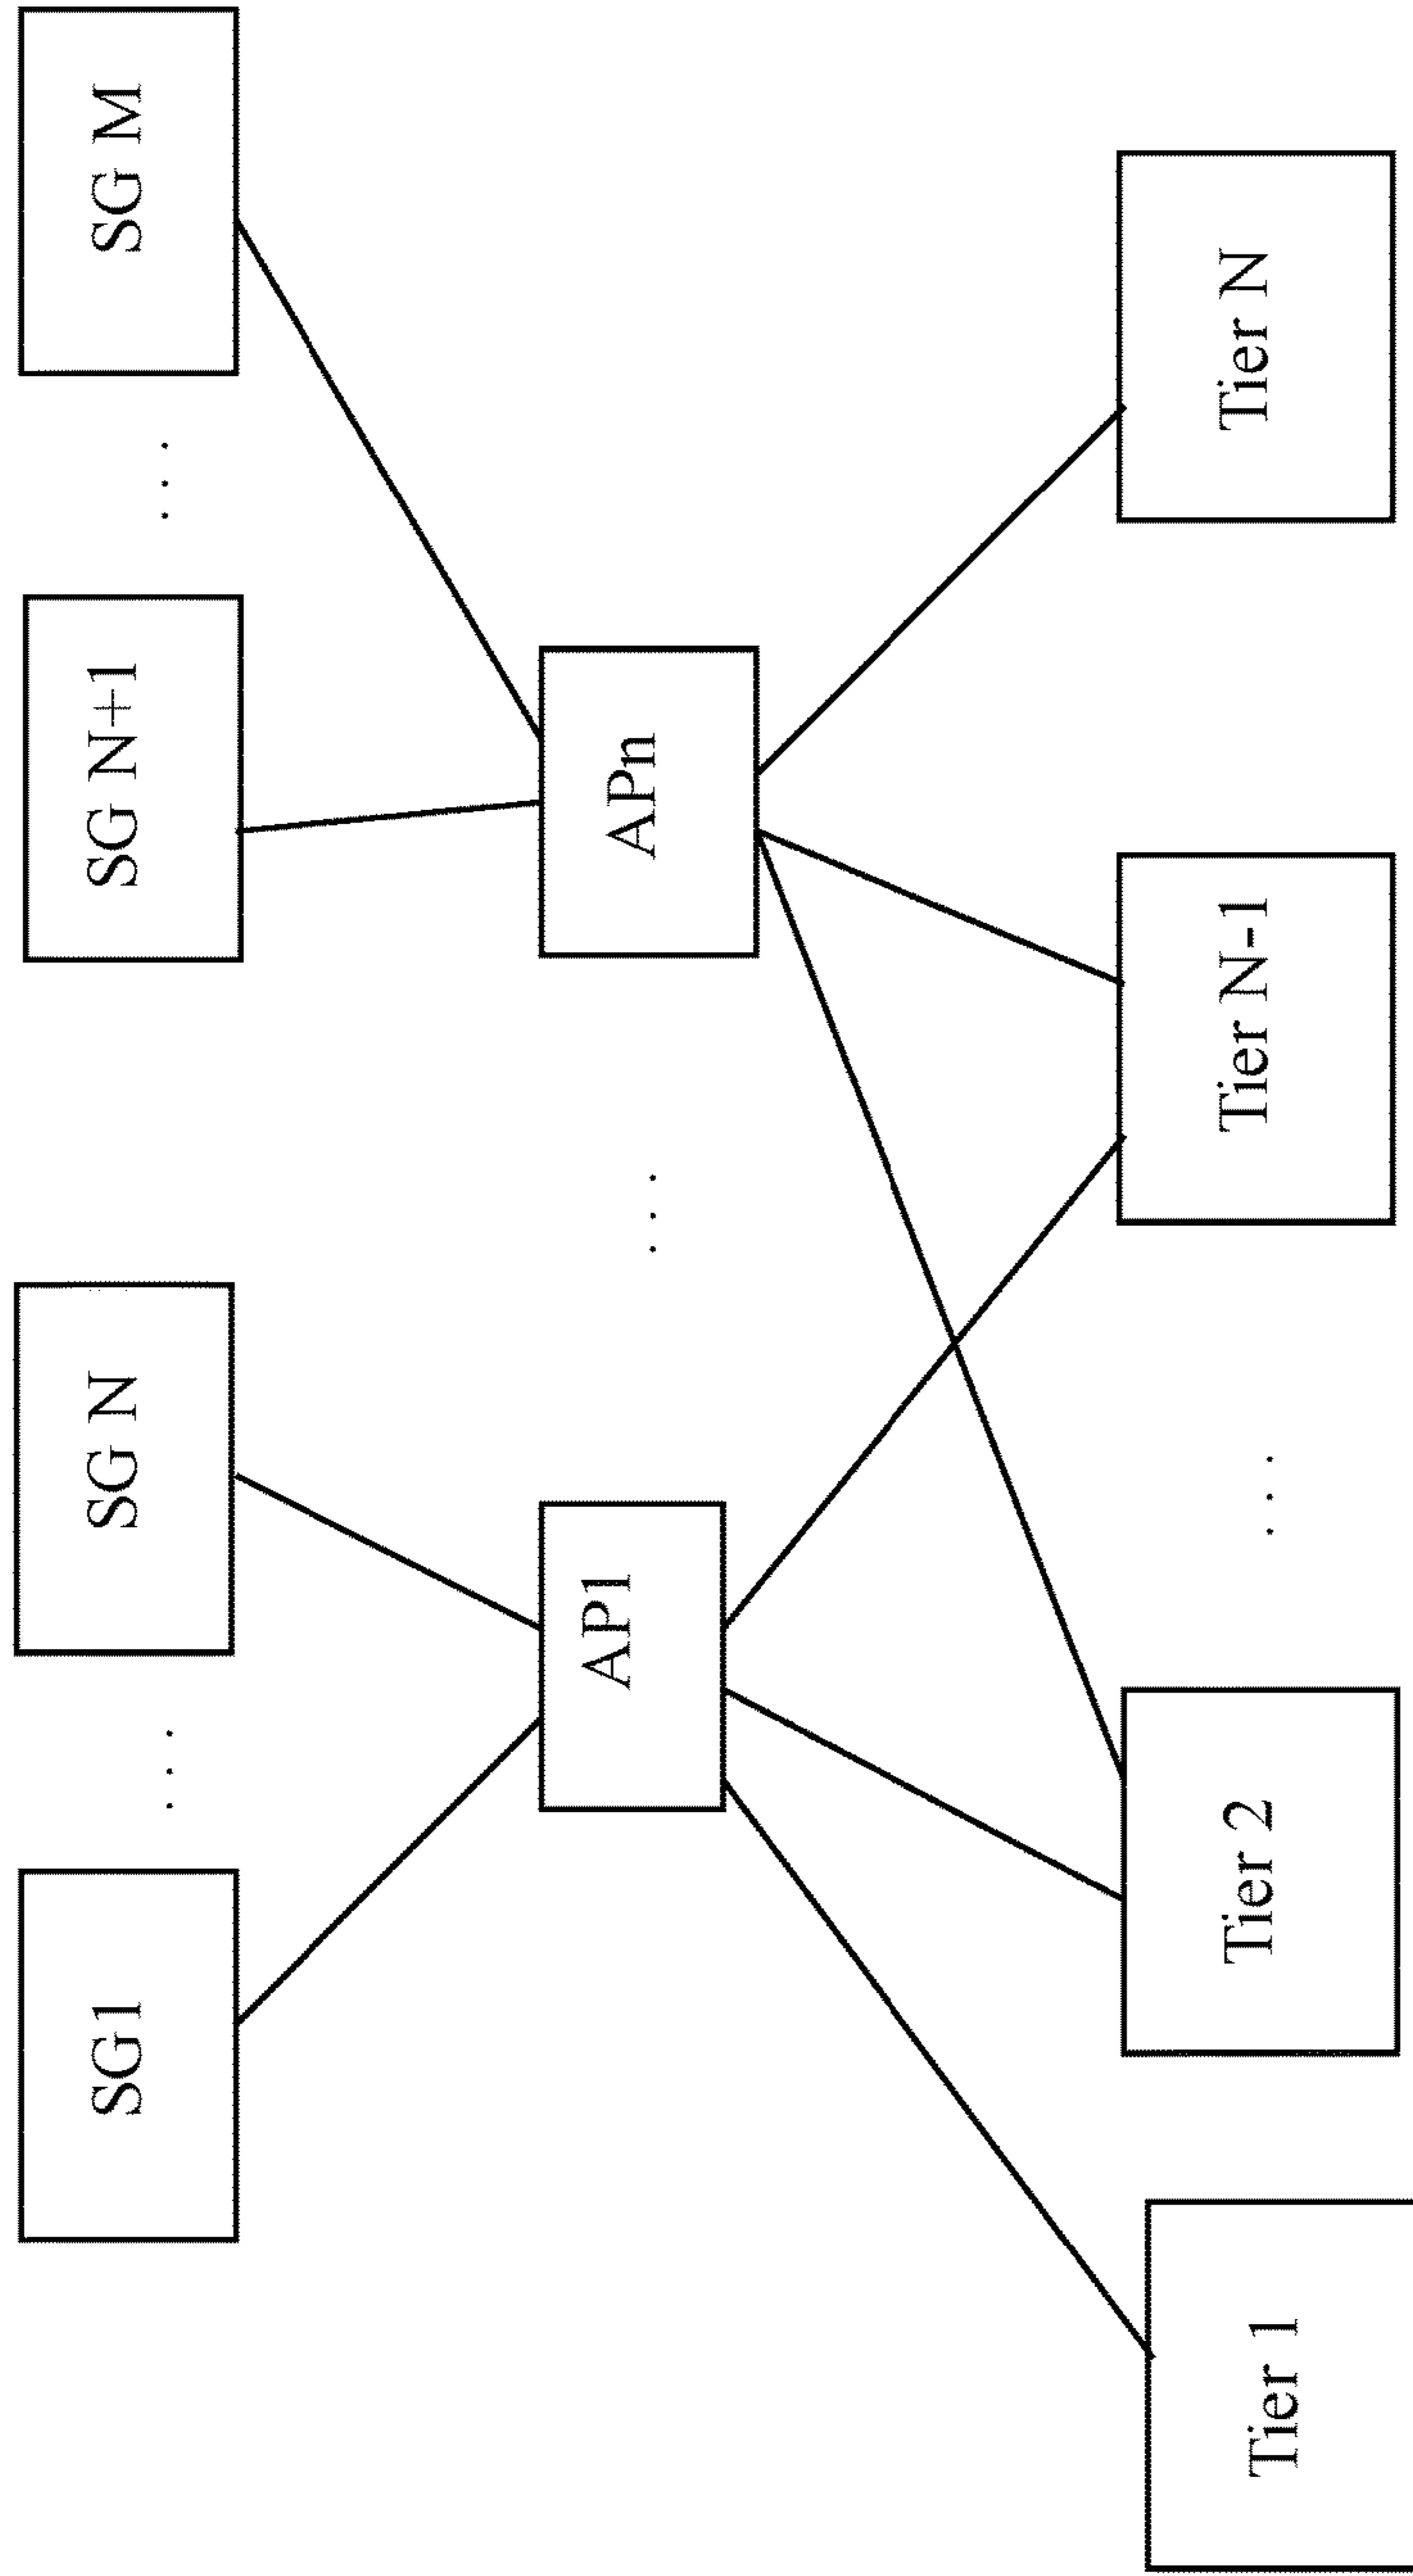 SG1
. . .
SG N
SG N+1
. . .
SG M
AP1
. . .
APn
Tier 1
Tier 2
. . .
Tier N-1
Tier N